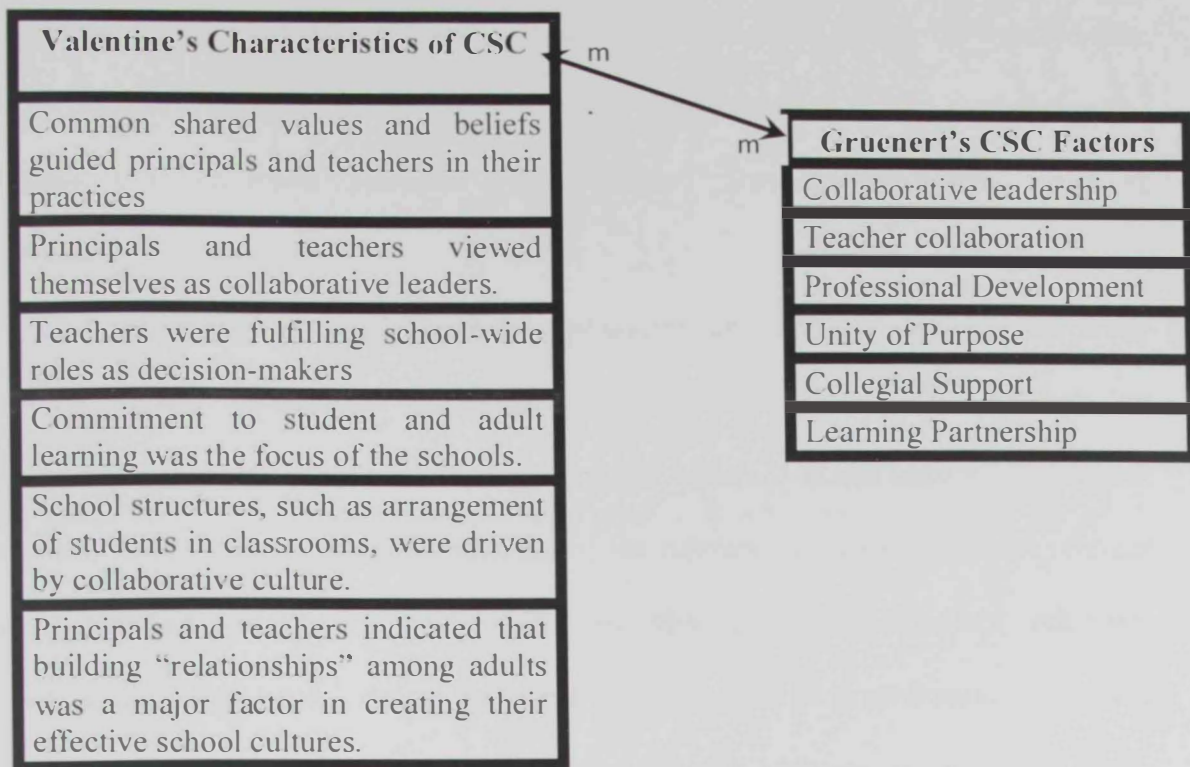 Valentine's Characteristics of CSC
m
Common shared values and beliefs
guided principals and teachers in their
practices
Principals and teachers viewed
themselves as collaborative leaders.
Teachers were fulfilling school-wide
roles as decision-makers
Commitment to student and adult
learning was the focus of the schools.
School structures, such as arrangement
of students in classrooms, were driven
by collaborative culture.
Principals and teachers indicated that
building “relationships” among adults
was a major factor in creating their
effective school cultures.
m
Gruenert's CSC Factors
Collaborative leadership
Teacher collaboration
Professional Development
Unity of Purpose
Collegial Support
Learning Partnership